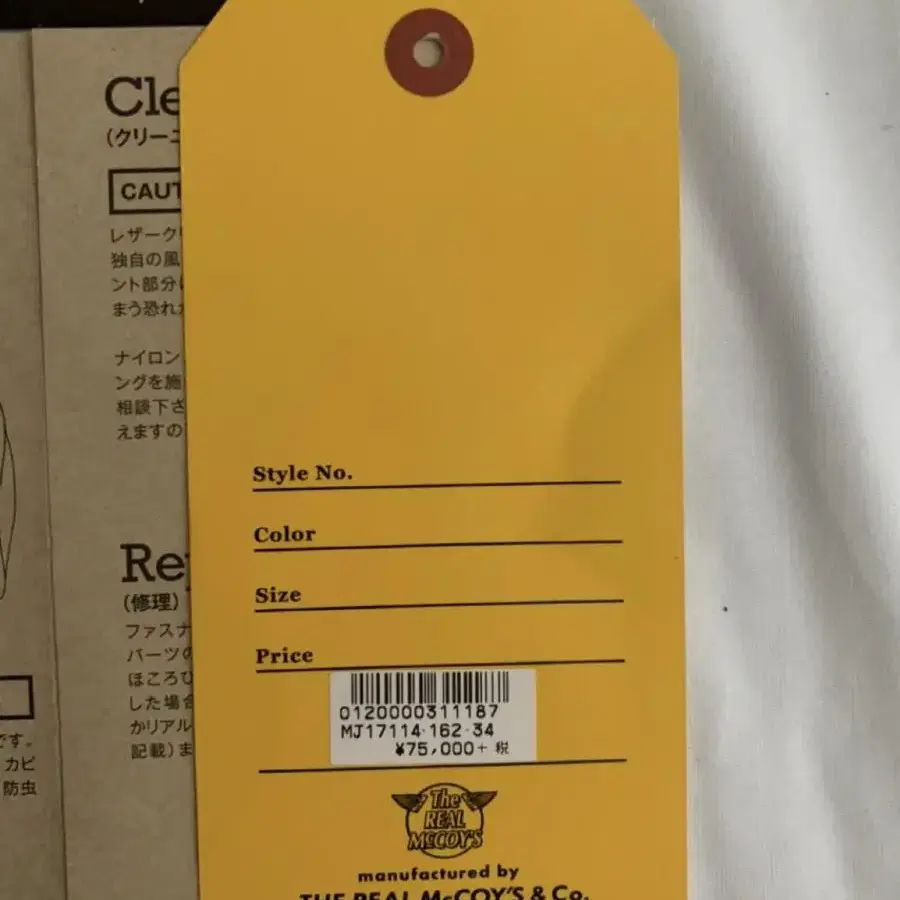 Cle
(クリーニ
CAUT
レザークリ
独自の風
ント部分
まう恐れ
ナイロン
ングを施
相談下さ
えますの
Rep
(修理)
ファスナ
パーツの
ほころび
した場合
かリアル
記載)ま
です。
カビ
防虫
Style No.
Color
Size
Price
0120000311187
MJ17114·162·34
¥75,000+税
The
REAL
McCOY'S
manufactured by
THE REAL McCOY'S & Co.